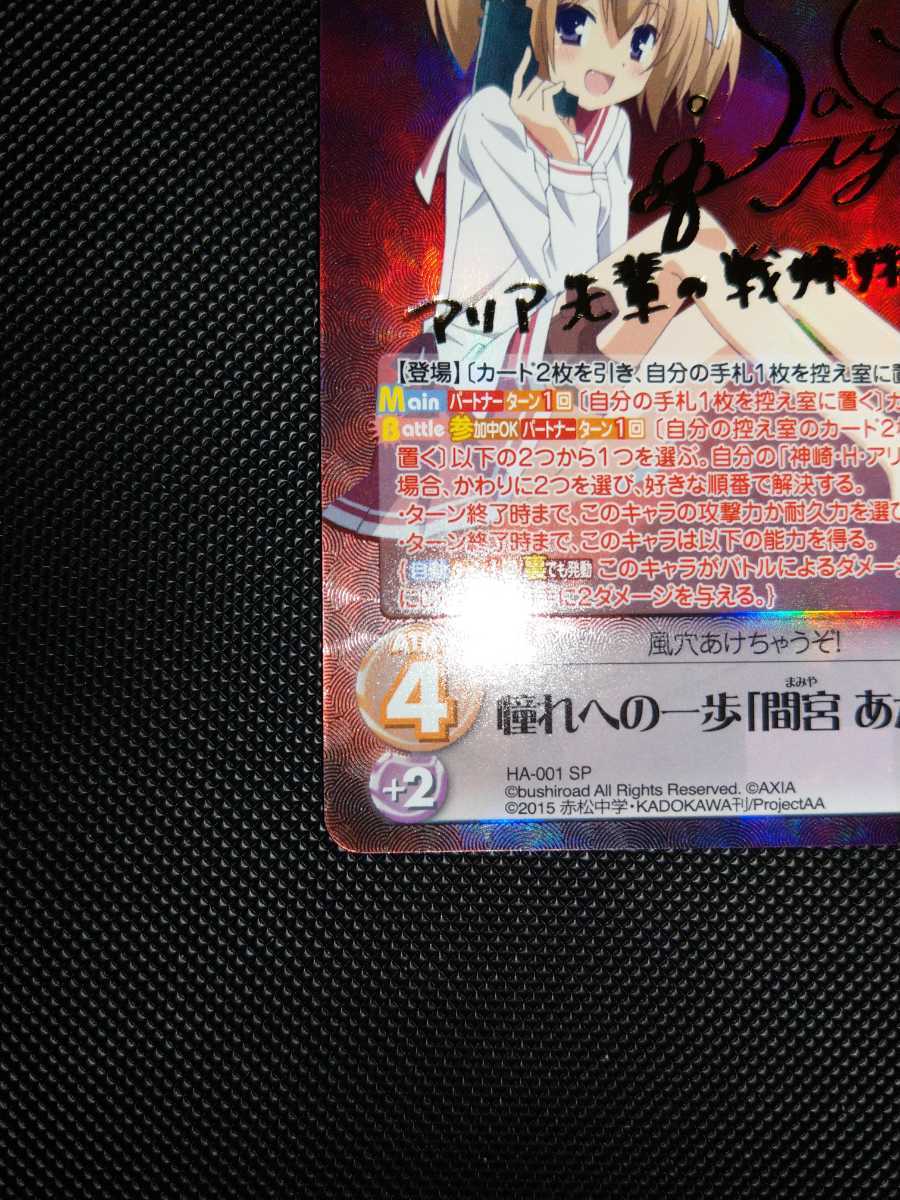 アリア先輩の戦姉妹
【登場】〔カード2枚を引き、自分の手札1枚を控え室に置
Main パートナー ターン1回 〔自分の手札1枚を控え室に置く〕カ
Battle 参加中OK パートナー ターン1回 〔自分の控え室のカード2
置く〕以下の2つから1つを選ぶ。自分の「神崎・H・アリ
場合、かわりに2つを選び、好きな順番で解決する。
・ターン終了時まで、このキャラの攻撃力か耐久力を選び
・ターン終了時まで、このキャラは以下の能力を得る。
{自動 裏でも発動 このキャラがバトルによるダメージ
に2ダメージを与える。}
風穴あけちゃうぞ!
4
まみや
憧れへの一歩「間宮 あか
+2
HA-001 SP
©bushiroad All Rights Reserved. ©AXIA
©2015 赤松中学・KADOKAWA刊/ProjectAA